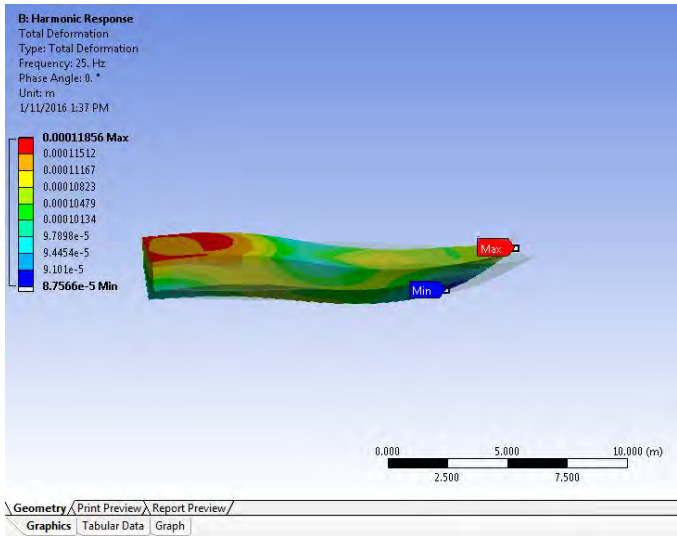 B: Harmonic Response
Total Deformation
Type: Total Deformation
Frequency: 25. Hz
Phase Angle: 0. °
Unit: m
1/11/2016 1:37 PM
0.00011856 Max
0.00011512
0.00011167
0.00010823
0.00010479
0.00010134
9.7898e-5
9.4454e-5
9.101e-5
8.7566e-5 Min
Max
Min
0.000 5.000 10.000 (m)
2.500 7.500
Geometry Print Preview Report Preview
Graphics Tabular Data Graph